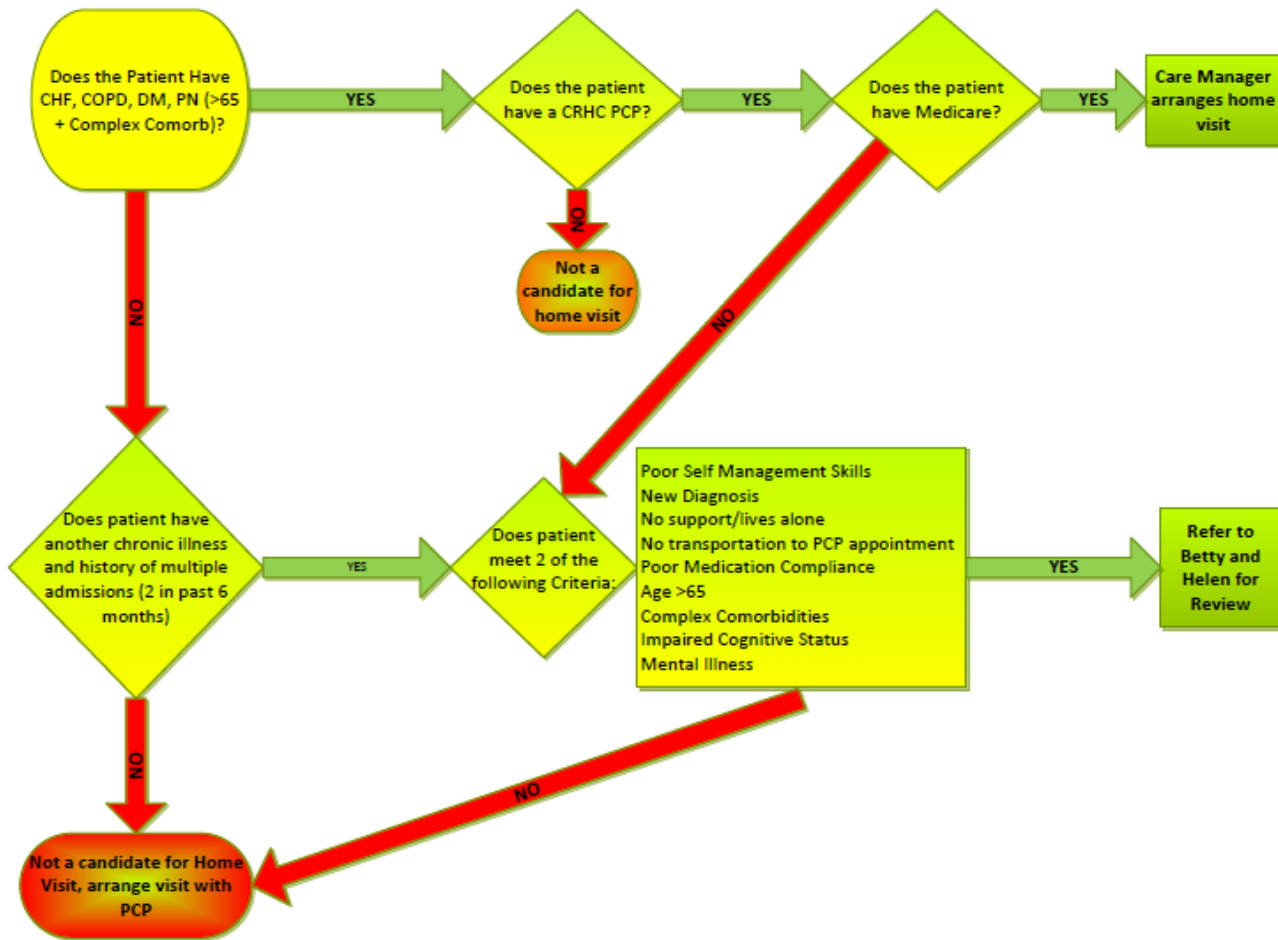 Does the Patient Have
CHF, COPD, DM, PN (>65
+ Complex Comorb)?
YES
Does the patient
have a CRHC PCP?
YES
Does the patient
have Medicare?
YES
Care Manager
arranges home
visit
NO
Not a
candidate for
home visit
NO
NO
Does patient have
another chronic illness
and history of multiple
admissions (2 in past 6
months)
YES
Does patient
meet 2 of the
following Criteria:
Poor Self Management Skills
New Diagnosis
No support/lives alone
No transportation to PCP appointment
Poor Medication Compliance
Age >65
Complex Comorbidities
Impaired Cognitive Status
Mental Illness
YES
Refer to
Betty and
Helen for
Review
NO
NO
Not a candidate for Home
Visit, arrange visit with
PCP